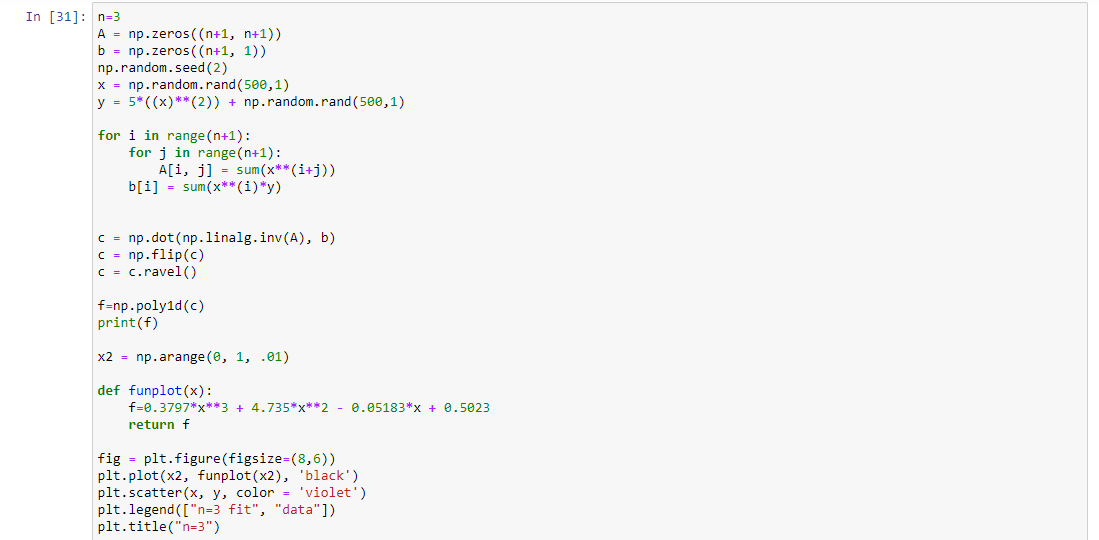 In [31]: n=3
A = np.zeros((n+1, n+1))
b = np.zeros((n+1, 1))
np.random.seed(2)
x = np.random.rand(500,1)
y = 5*((x)**(2)) + np.random.rand(500,1)

for i in range(n+1):
    for j in range(n+1):
        A[i, j] = sum(x**(i+j))
    b[i] = sum(x**(i)*y)


c = np.dot(np.linalg.inv(A), b)
c = np.flip(c)
c = c.ravel()

f=np.poly1d(c)
print(f)

x2 = np.arange(0, 1, .01)

def funplot(x):
    f=0.3797*x**3 + 4.735*x**2 - 0.05183*x + 0.5023
    return f

fig = plt.figure(figsize=(8,6))
plt.plot(x2, funplot(x2), 'black')
plt.scatter(x, y, color = 'violet')
plt.legend(["n=3 fit", "data"])
plt.title("n=3")